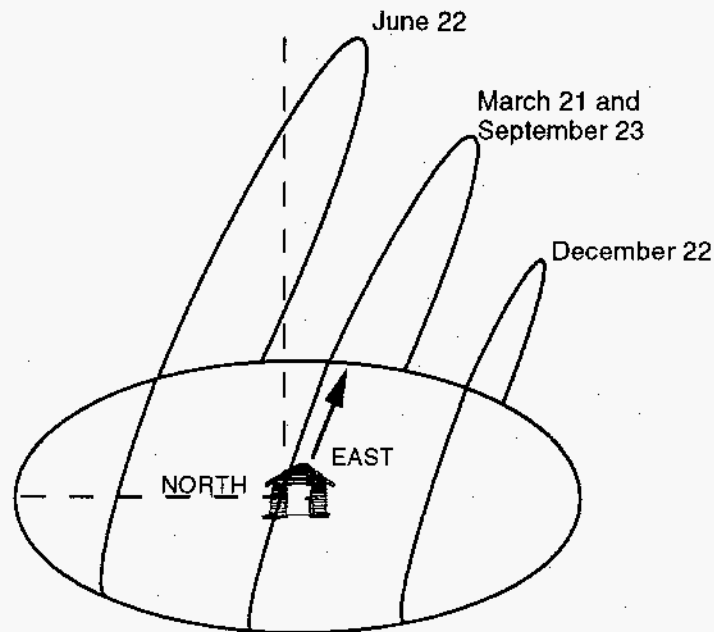 June 22
March 21 and
September 23
December 22
EAST
NORTH